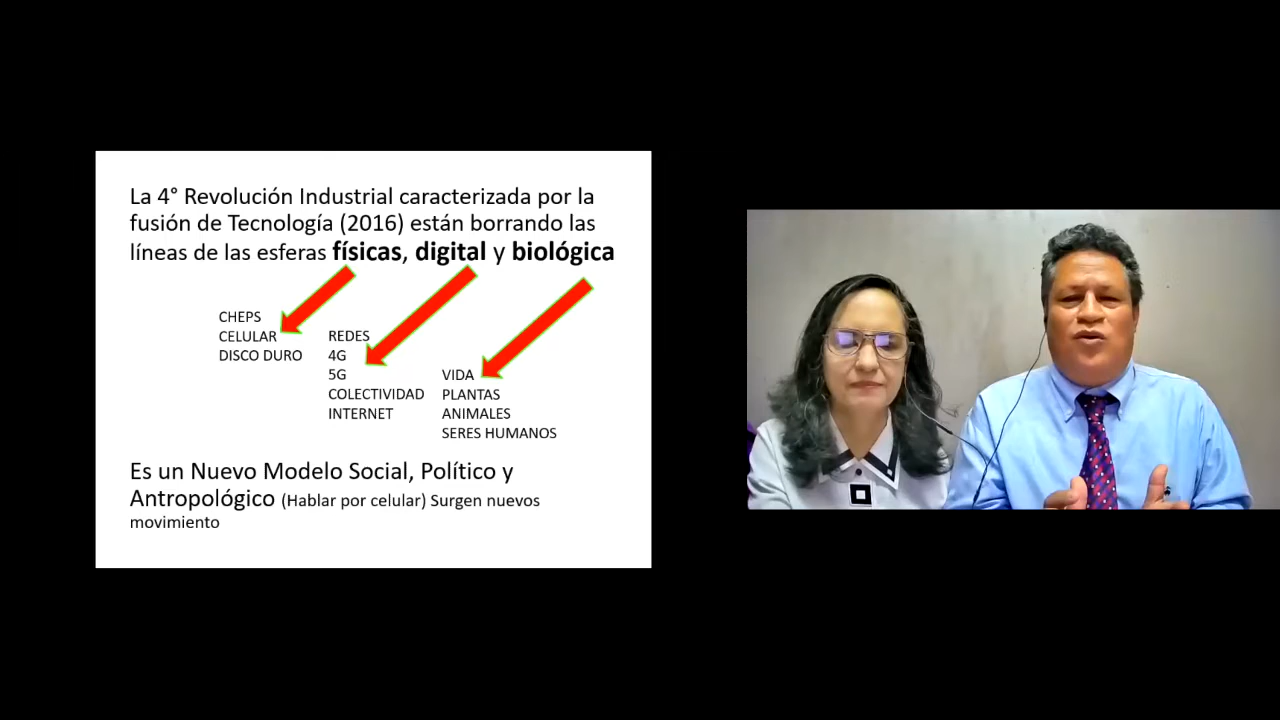 La 4° Revolución Industrial caracterizada por la
fusión de Tecnología (2016) están borrando las
líneas de las esferas físicas, digital y biológica
CHEPS
CELULAR
DISCO DURO
REDES
4G
5G
COLECTIVIDAD
INTERNET
VIDA
PLANTAS
ANIMALES
SERES HUMANOS
Es un Nuevo Modelo Social, Político y
Antropológico (Hablar por celular) Surgen nuevos
movimiento